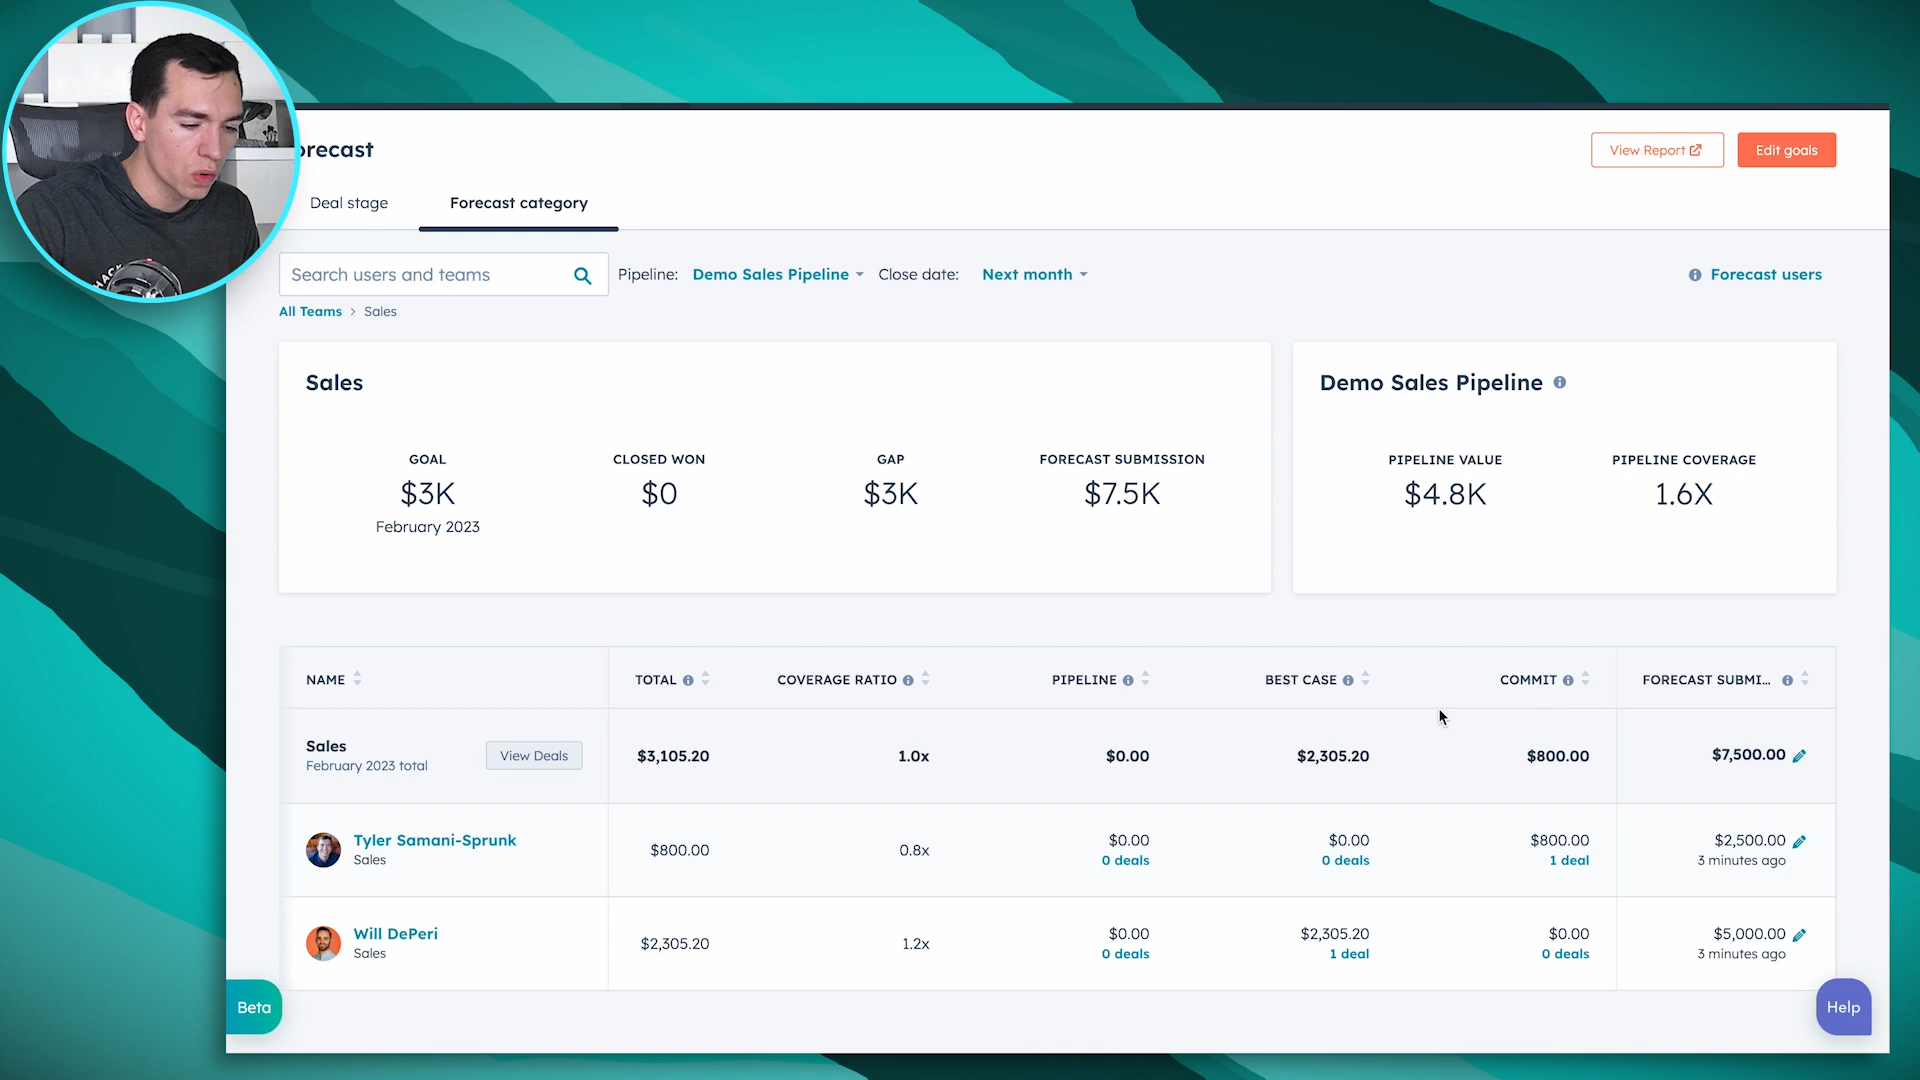 orecast
View Report
Edit goals
Deal stage
Forecast category
Search users and teams
Pipeline: Demo Sales Pipeline
Close date: Next month
Forecast users
All Teams > Sales
Sales
GOAL
$3K
February 2023
CLOSED WON
$0
GAP
$3K
FORECAST SUBMISSION
$7.5K
Demo Sales Pipeline
PIPELINE VALUE
$4.8K
PIPELINE COVERAGE
1.6X
NAME
TOTAL
COVERAGE RATIO
PIPELINE
BEST CASE
COMMIT
FORECAST SUBMI...
Sales
February 2023 total
View Deals
$3,105.20
1.0x
$0.00
$2,305.20
$800.00
$7,500.00
Tyler Samani-Sprunk
Sales
$800.00
0.8x
$0.00
0 deals
$0.00
0 deals
$800.00
1 deal
$2,500.00
3 minutes ago
Will DePeri
Sales
$2,305.20
1.2x
$0.00
0 deals
$2,305.20
1 deal
$0.00
0 deals
$5,000.00
3 minutes ago
Beta
Help